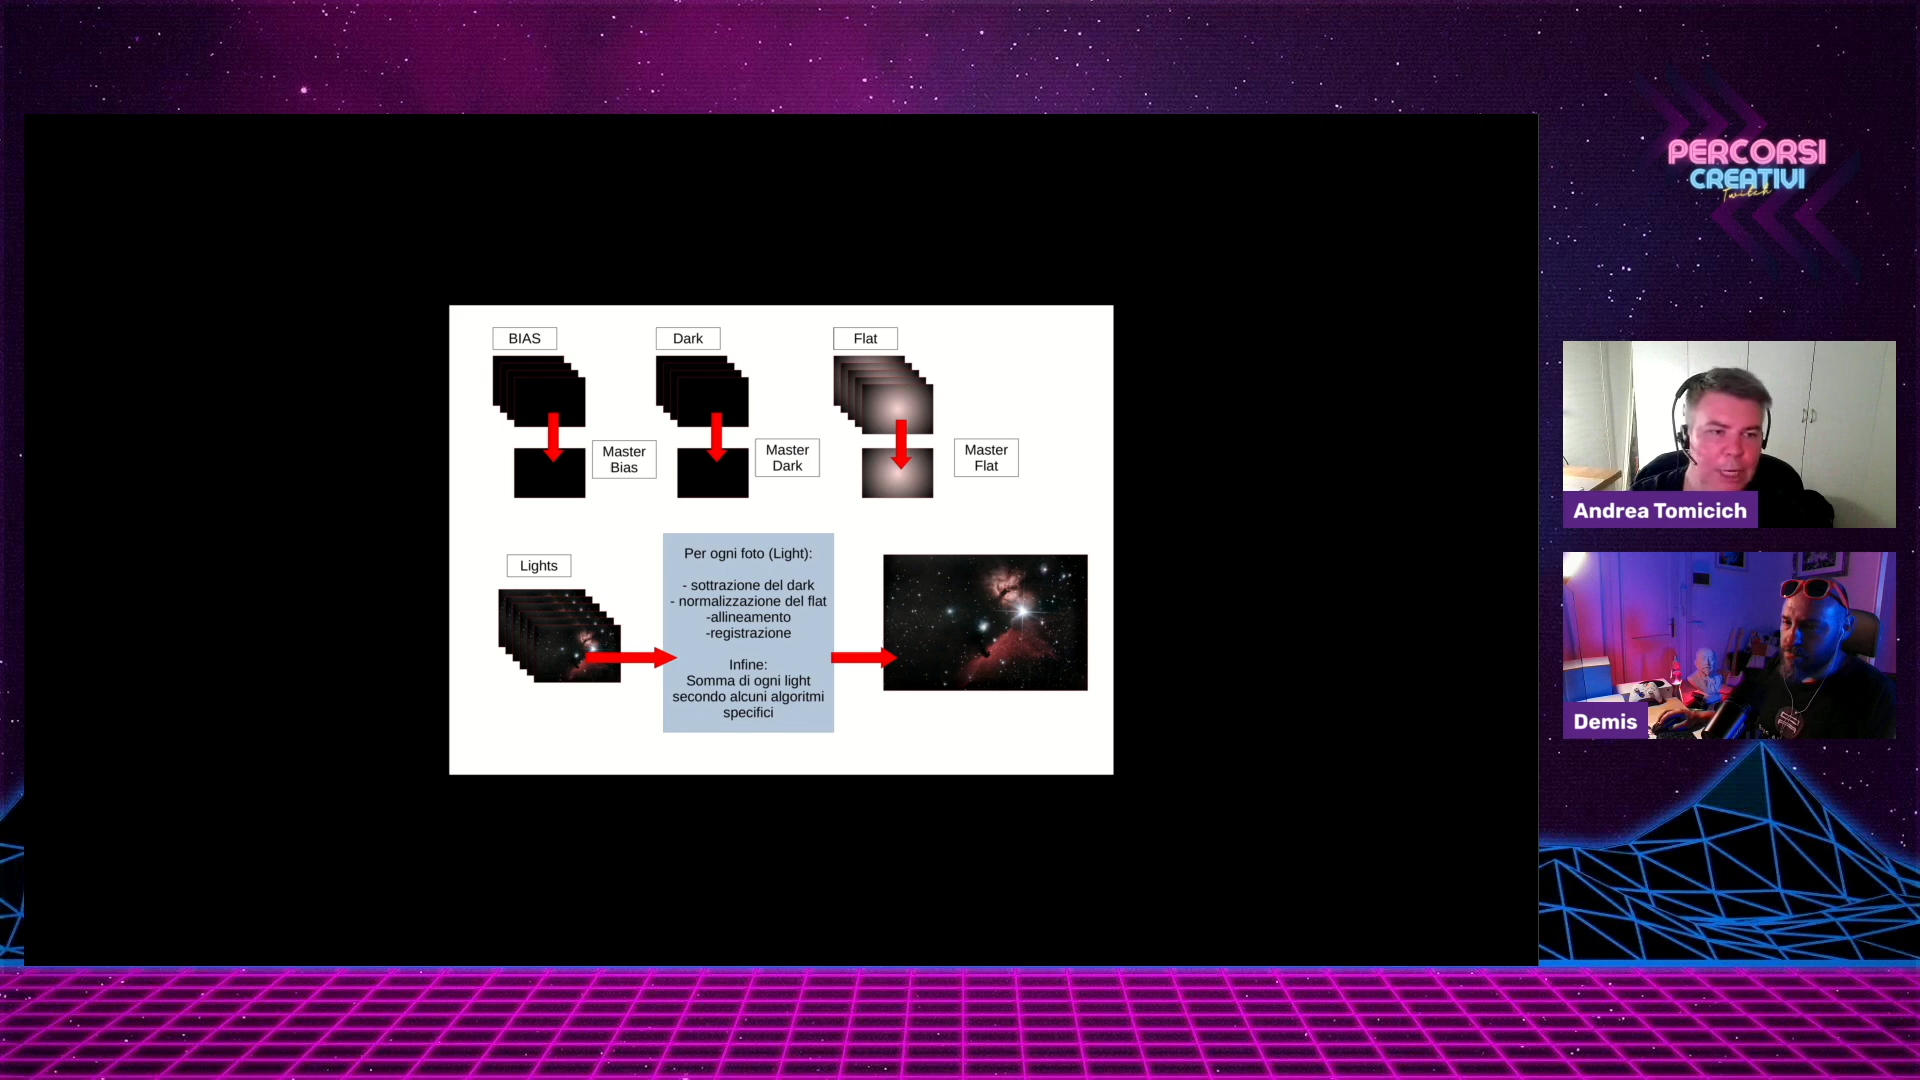 PERCORSI
CREATIVI
Twitch
BIAS
Dark
Flat
Master
Bias
Master
Dark
Master
Flat
Lights
Per ogni foto (Light):
- sottrazione del dark
- normalizzazione del flat
-allineamento
-registrazione
Infine:
Somma di ogni light
secondo alcuni algoritmi
specifici
Andrea Tomicich
Demis